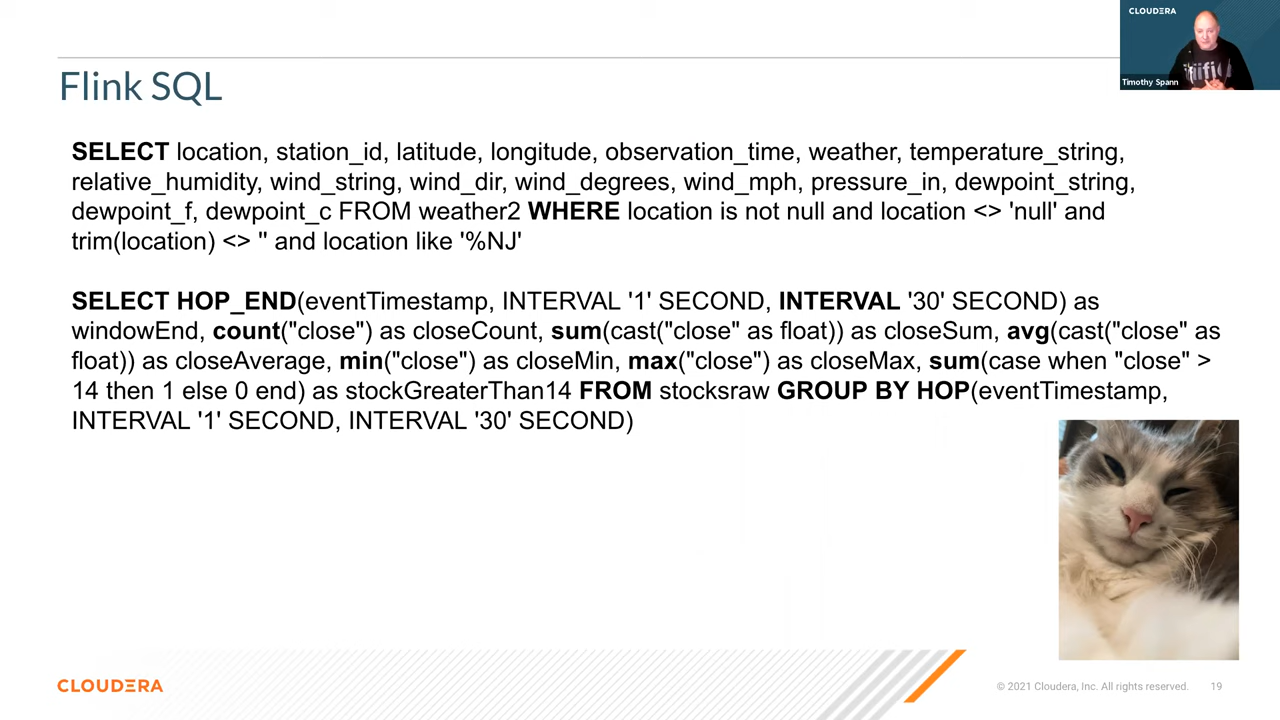 CLOUDERA
Timothy Spann
Flink SQL
SELECT location, station_id, latitude, longitude, observation_time, weather, temperature_string,
relative_humidity, wind_string, wind_dir, wind_degrees, wind_mph, pressure_in, dewpoint_string,
dewpoint_f, dewpoint_c FROM weather2 WHERE location is not null and location <> 'null' and
trim(location) <> '' and location like '%NJ'
SELECT HOP_END(eventTimestamp, INTERVAL '1' SECOND, INTERVAL '30' SECOND) as
windowEnd, count("close") as closeCount, sum(cast("close" as float)) as closeSum, avg(cast("close" as
float)) as closeAverage, min("close") as closeMin, max("close") as closeMax, sum(case when "close" >
14 then 1 else 0 end) as stockGreaterThan14 FROM stocksraw GROUP BY HOP(eventTimestamp,
INTERVAL '1' SECOND, INTERVAL '30' SECOND)
CLOUDERA
© 2021 Cloudera, Inc. All rights reserved. 19